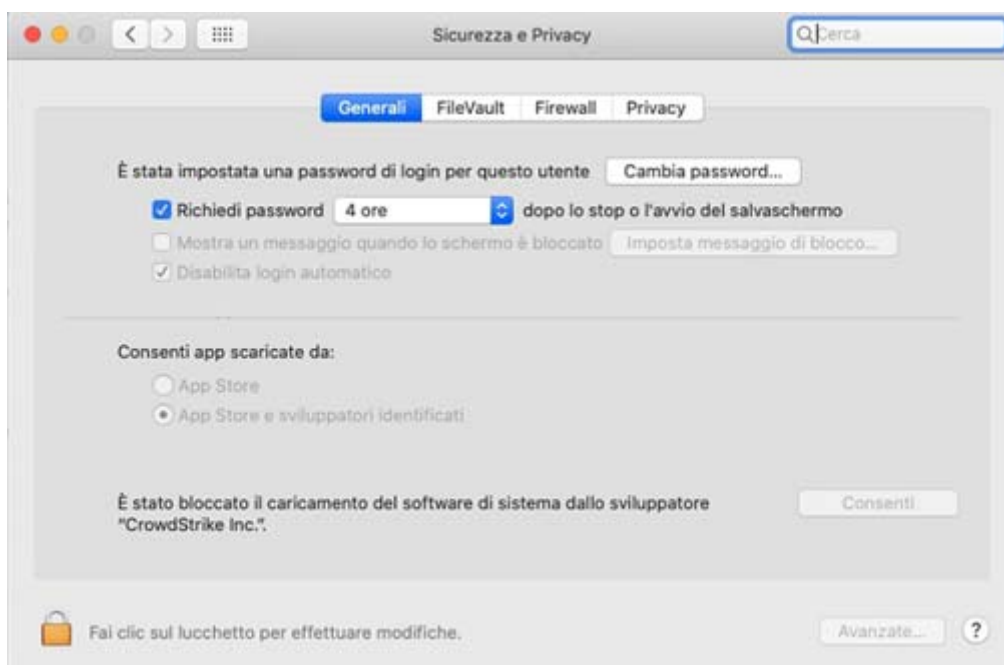 Sicurezza e Privacy
Cerca
Generali FileVault Firewall Privacy
È stata impostata una password di login per questo utente Cambia password...
Richiedi password 4 ore dopo lo stop o l'avvio del salvaschermo
Mostra un messaggio quando lo schermo è bloccato Imposta messaggio di blocco...
Disabilita login automatico
Consenti app scaricate da:
App Store
App Store e sviluppatori identificati
È stato bloccato il caricamento del software di sistema dallo sviluppatore Consenti
"CrowdStrike Inc.".
Fai clic sul lucchetto per effettuare modifiche. Avanzate... ?